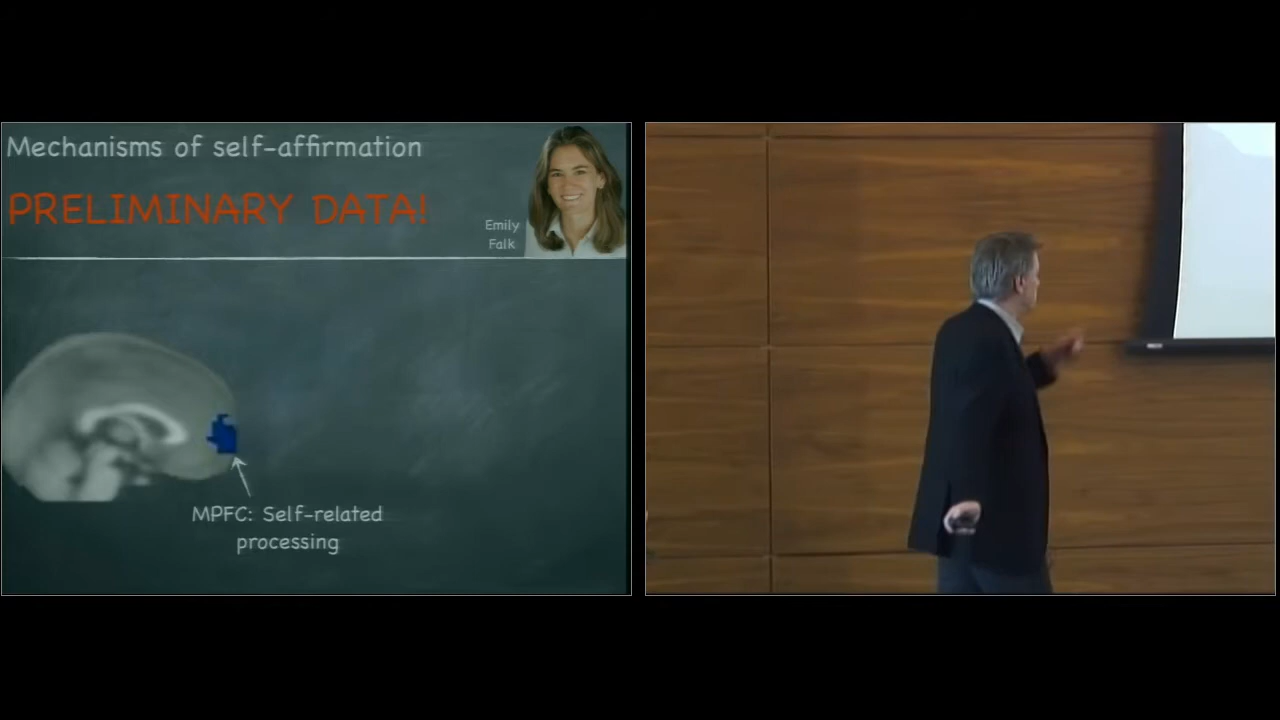 Mechanisms of self-affirmation
PRELIMINARY DATA!
Emily
Falk
MPFC: Self-related
processing